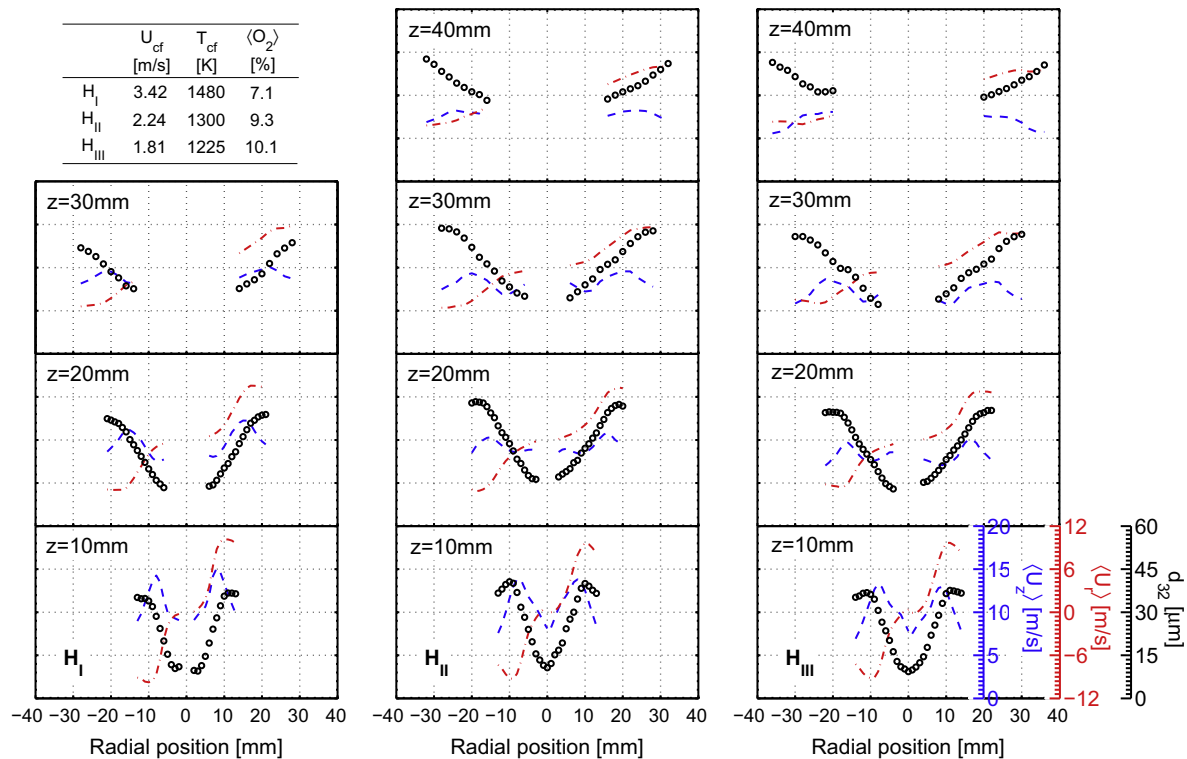 U_cf T_cf ⟨O_2⟩
[m/s] [K] [%]
H_I 3.42 1480 7.1
H_II 2.24 1300 9.3
H_III 1.81 1225 10.1
z=40mm
z=40mm
z=30mm
z=30mm
z=30mm
z=20mm
z=20mm
z=20mm
z=10mm
z=10mm
z=10mm
H_I
H_II
H_III
20
15
10
5
0
⟨U_z⟩ [m/s]
12
6
0
−6
−12
⟨U_r⟩ [m/s]
60
45
30
15
0
d_32 [µm]
−40 −30 −20 −10 0 10 20 30 40
−40 −30 −20 −10 0 10 20 30 40
−40 −30 −20 −10 0 10 20 30 40
Radial position [mm]
Radial position [mm]
Radial position [mm]